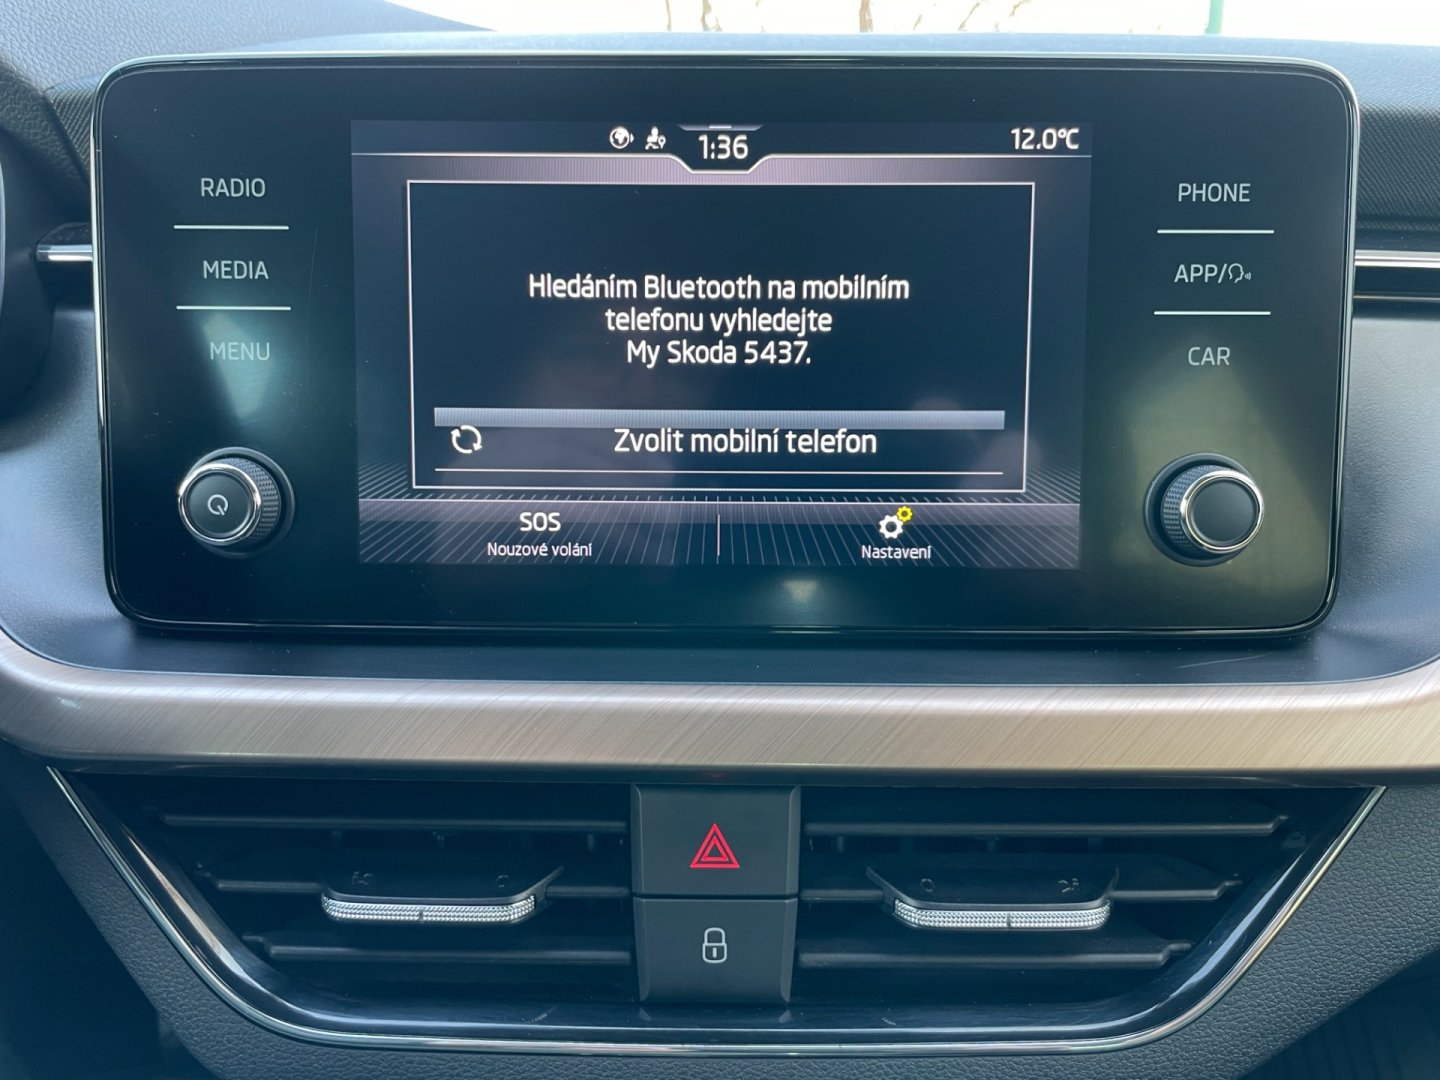 1:36
12.0°C
RADIO
MEDIA
MENU
Hledáním Bluetooth na mobilním
telefonu vyhledejte
My Skoda 5437.
Zvolit mobilní telefon
SOS
Nouzové volání
Nastavení
PHONE
APP/
CAR